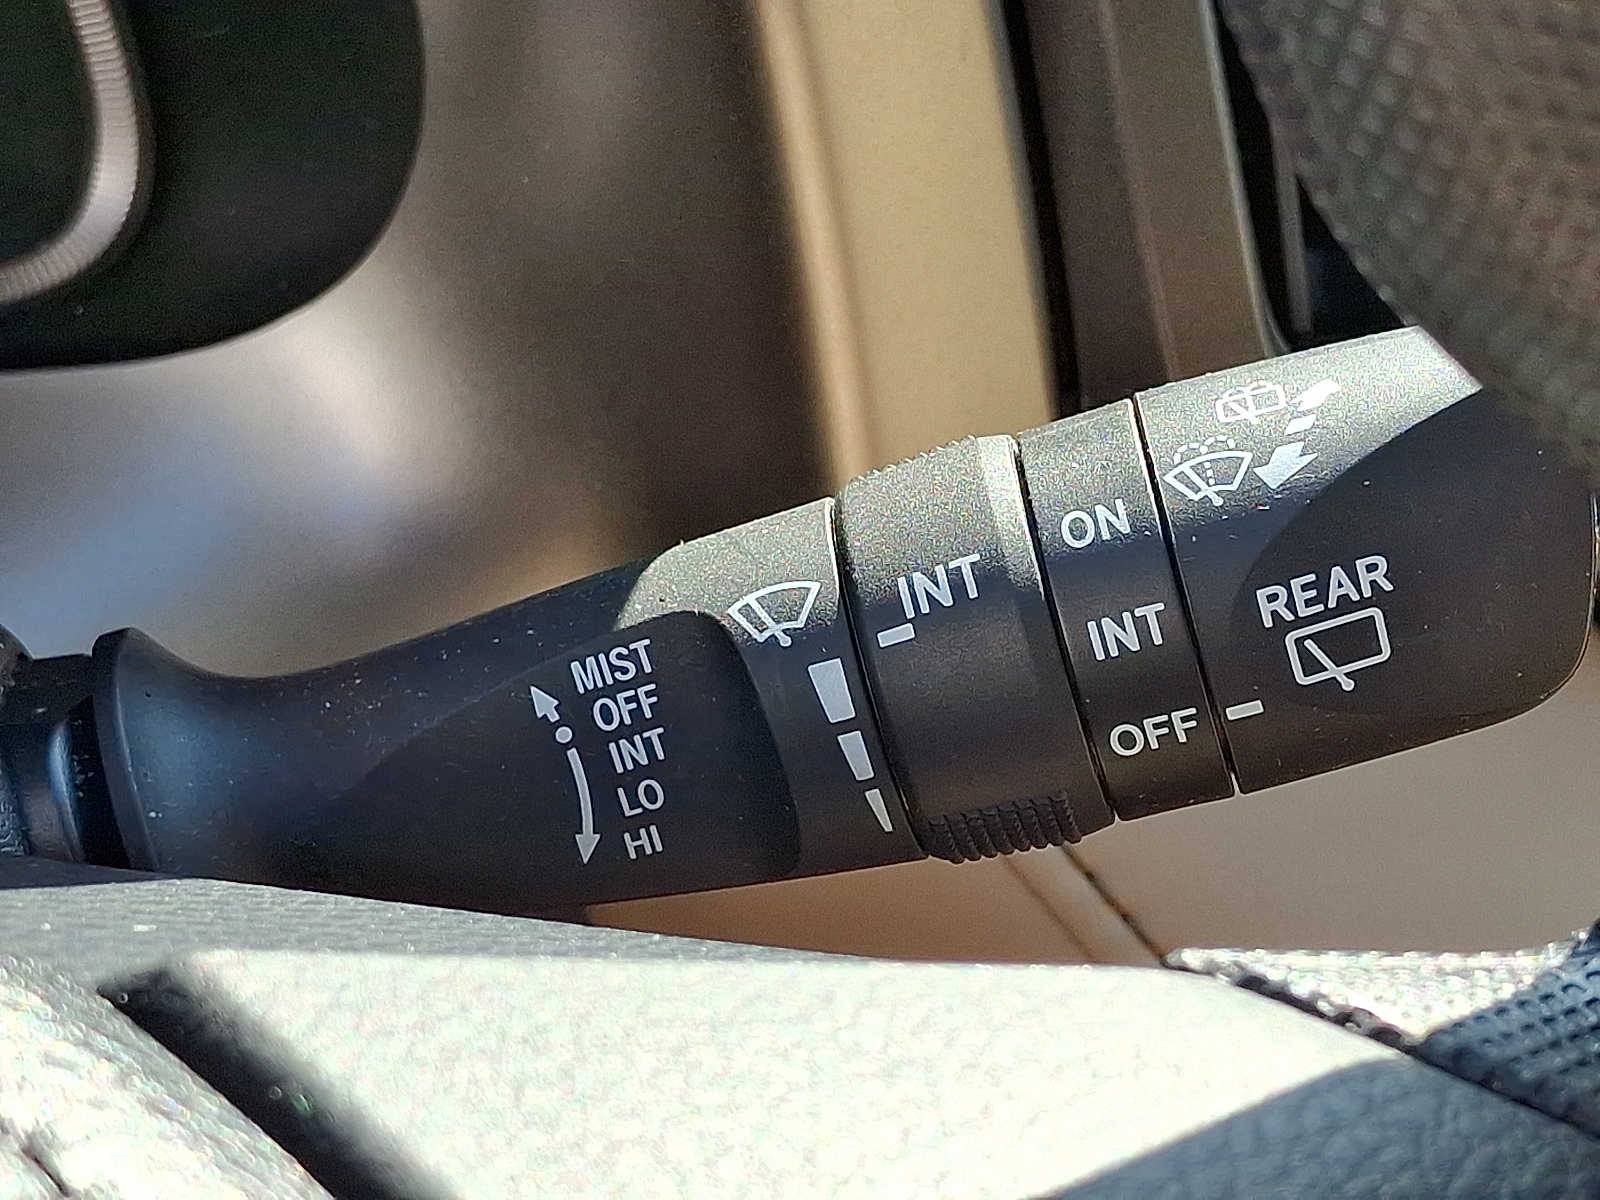 MIST
OFF
INT
LO
HI
INT
ON
INT
OFF
REAR